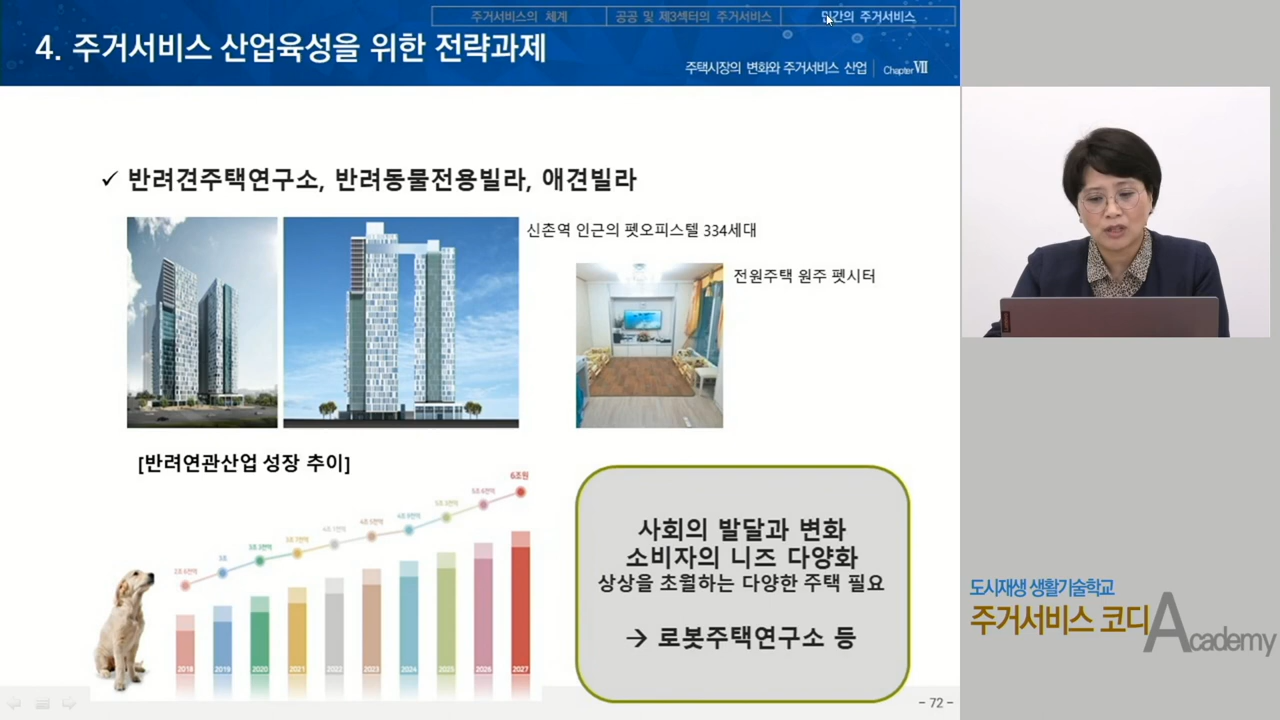 주거서비스의 체계
공공 및 제3섹터의 주거서비스
민간의 주거서비스
4. 주거서비스 산업육성을 위한 전략과제
주택시장의 변화와 주거서비스 산업 | Chapter Ⅶ
✓ 반려견주택연구소, 반려동물전용빌라, 애견빌라
신촌역 인근의 펫오피스텔 334세대
전원주택 원주 펫시터
[반려연관산업 성장 추이]
6조원
3조
2018 2019 2020 2021 2022 2023 2024 2025 2026 2027
사회의 발달과 변화
소비자의 니즈 다양화
상상을 초월하는 다양한 주택 필요
→ 로봇주택연구소 등
- 72 -
도시재생 생활기술학교
주거서비스 코디 Academy